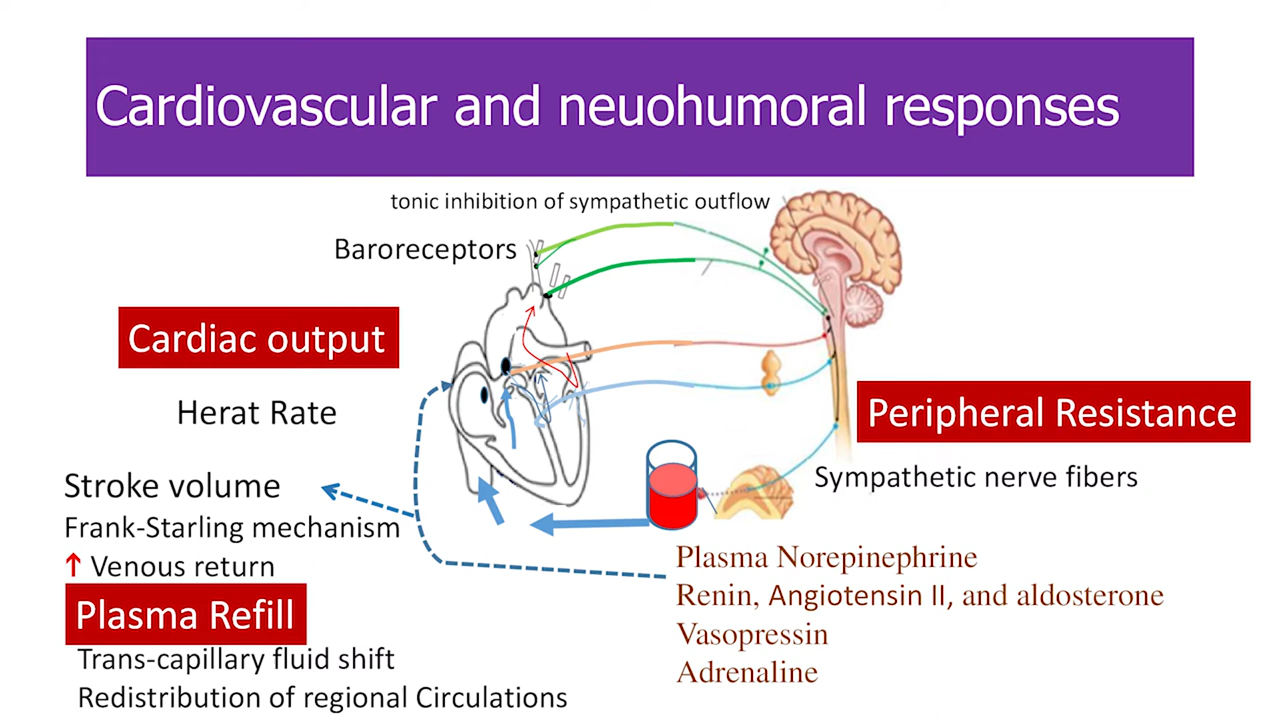 Cardiovascular and neuohumoral responses
tonic inhibition of sympathetic outflow
Baroreceptors
Cardiac output
Herat Rate
Peripheral Resistance
Sympathetic nerve fibers
Stroke volume
Frank-Starling mechanism
↑ Venous return
Plasma Refill
Trans-capillary fluid shift
Redistribution of regional Circulations
Plasma Norepinephrine
Renin, Angiotensin II, and aldosterone
Vasopressin
Adrenaline